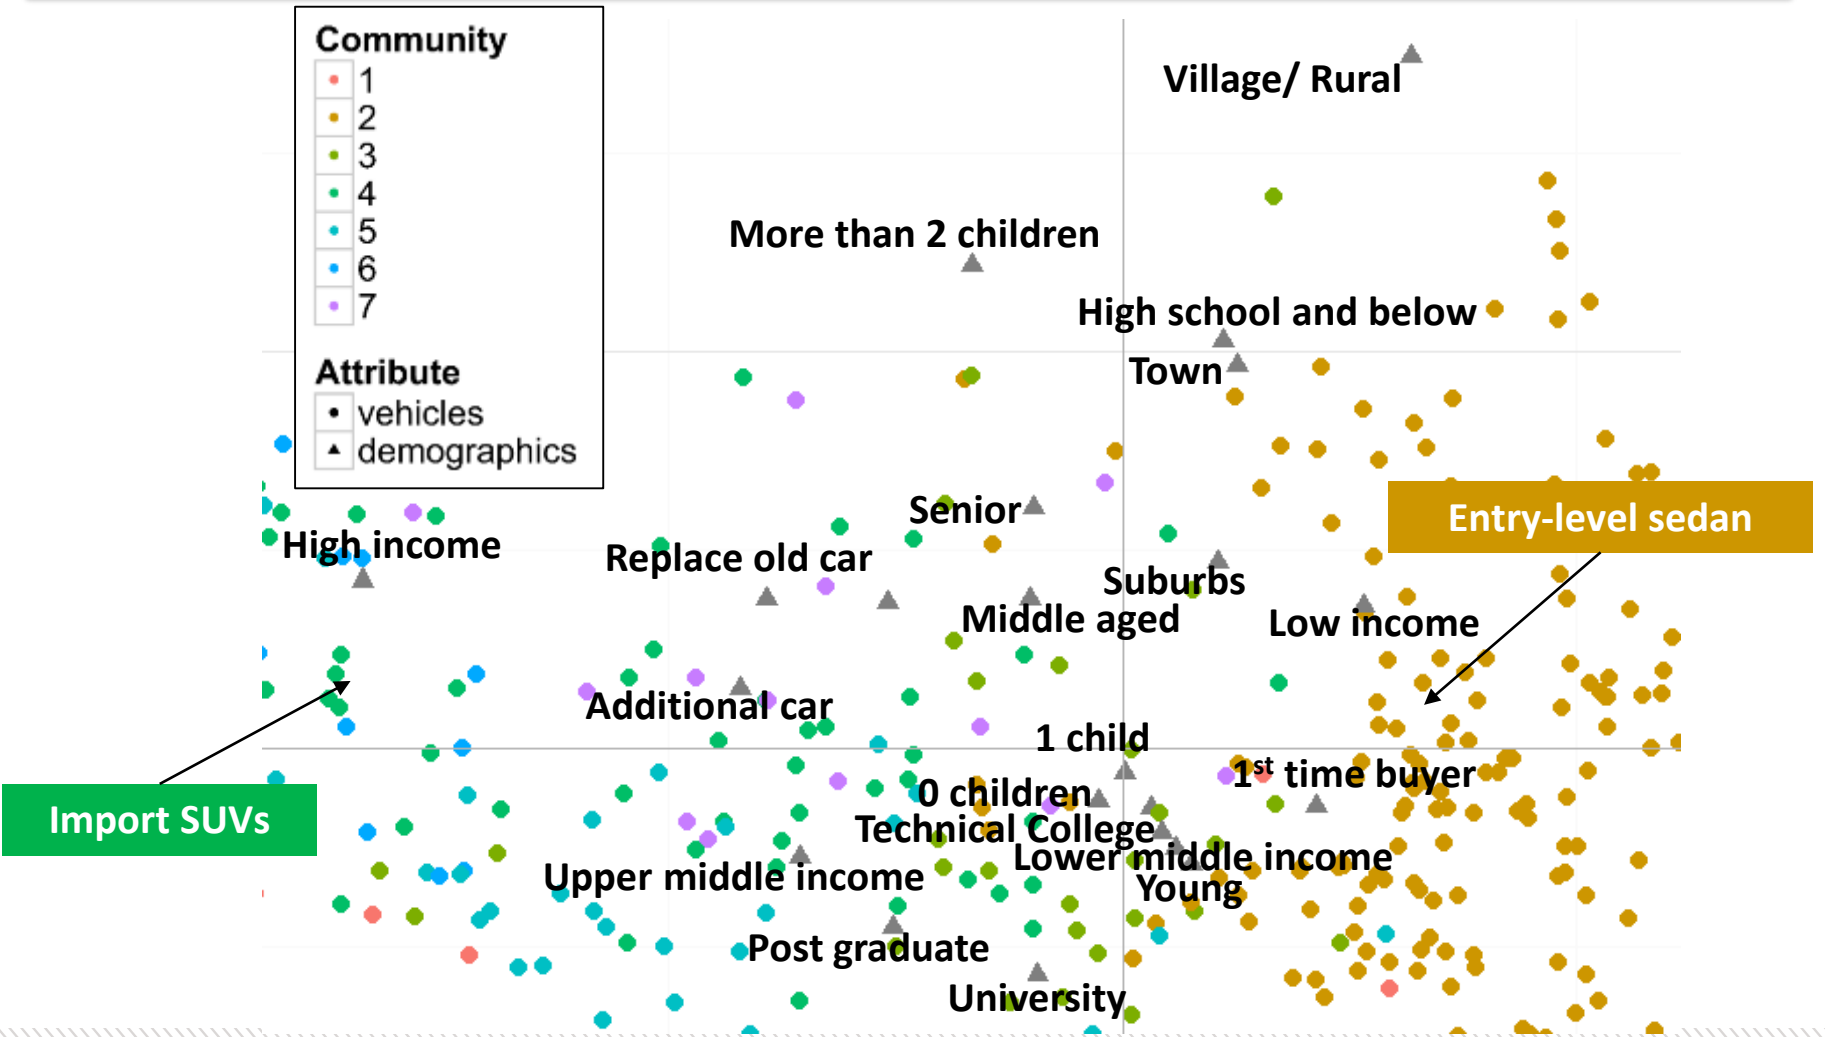 Community
1
2
3
4
5
6
7
Attribute
vehicles
demographics
Village/ Rural
More than 2 children
High school and below
Town
Senior
Entry-level sedan
High income
Replace old car
Suburbs
Middle aged
Low income
Additional car
1 child
1st time buyer
0 children
Import SUVs
Technical College
Lower middle income
Upper middle income
Young
Post graduate
University